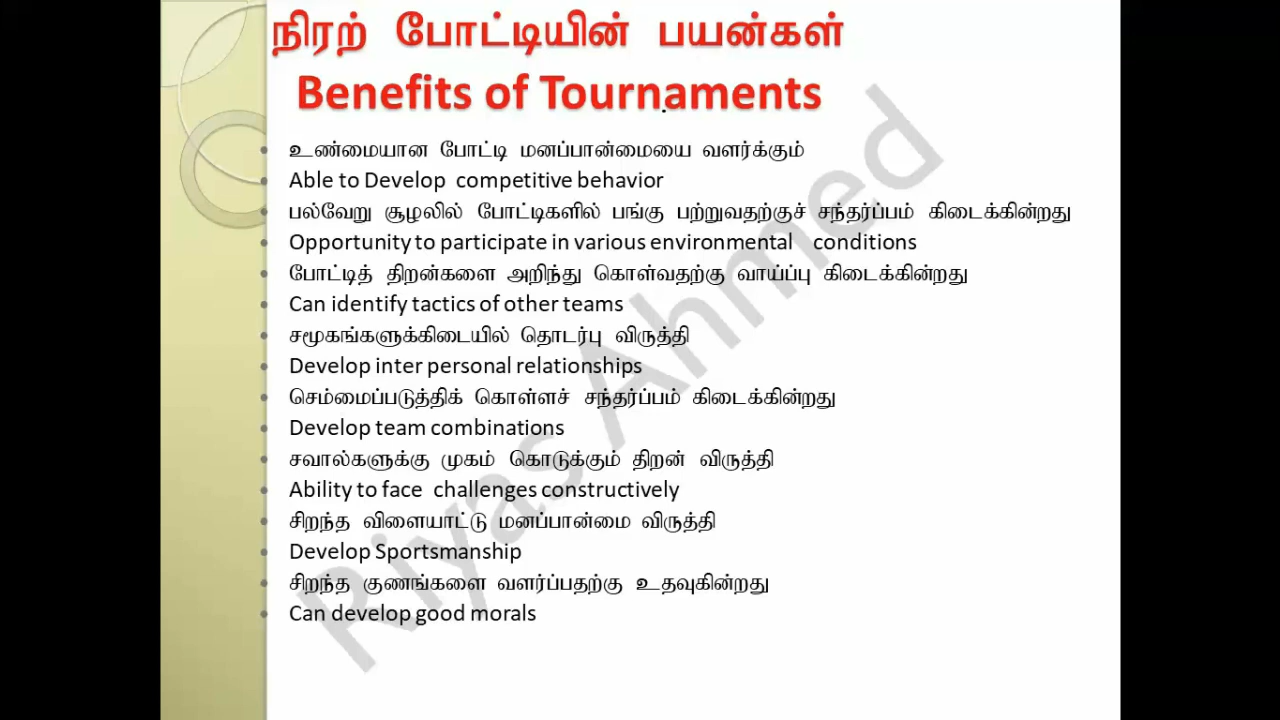 நிரற் போட்டியின் பயன்கள்
Benefits of Tournaments
உண்மையான போட்டி மனப்பான்மையை வளர்க்கும்
Able to Develop competitive behavior
பல்வேறு சூழலில் போட்டிகளில் பங்கு பற்றுவதற்குச் சந்தர்ப்பம் கிடைக்கின்றது
Opportunity to participate in various environmental conditions
போட்டித் திறன்களை அறிந்து கொள்வதற்கு வாய்ப்பு கிடைக்கின்றது
Can identify tactics of other teams
சமூகங்களுக்கிடையில் தொடர்பு விருத்தி
Develop inter personal relationships
செம்மைப்படுத்திக் கொள்ளச் சந்தர்ப்பம் கிடைக்கின்றது
Develop team combinations
சவால்களுக்கு முகம் கொடுக்கும் திறன் விருத்தி
Ability to face challenges constructively
சிறந்த விளையாட்டு மனப்பான்மை விருத்தி
Develop Sportsmanship
சிறந்த குணங்களை வளர்ப்பதற்கு உதவுகின்றது
Can develop good morals
Riyas Ahmed